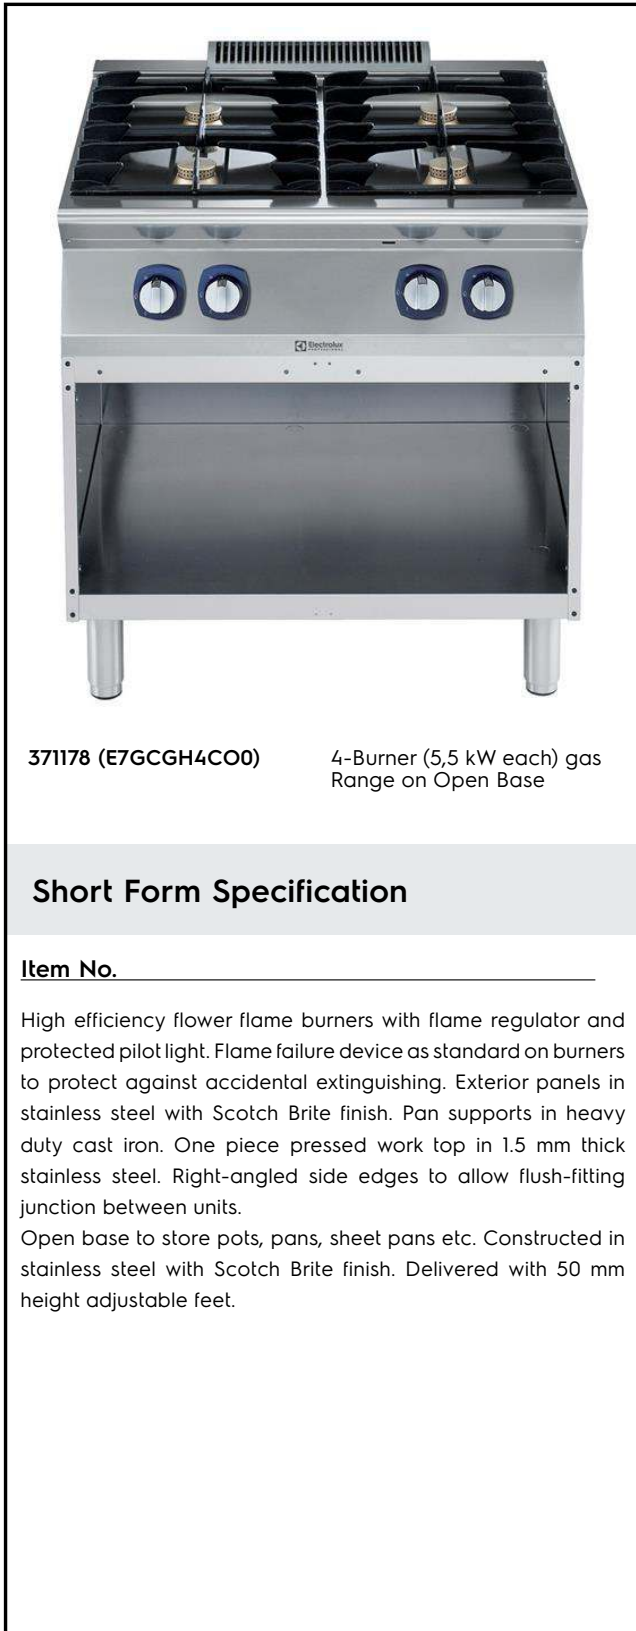 Electrolux
PROFESSIONAL
371178 (E7GCGH4CO0)
4-Burner (5,5 kW each) gas
Range on Open Base
Short Form Specification
Item No.
High efficiency flower flame burners with flame regulator and
protected pilot light. Flame failure device as standard on burners
to protect against accidental extinguishing. Exterior panels in
stainless steel with Scotch Brite finish. Pan supports in heavy
duty cast iron. One piece pressed work top in 1.5 mm thick
stainless steel. Right-angled side edges to allow flush-fitting
junction between units.
Open base to store pots, pans, sheet pans etc. Constructed in
stainless steel with Scotch Brite finish. Delivered with 50 mm
height adjustable feet.